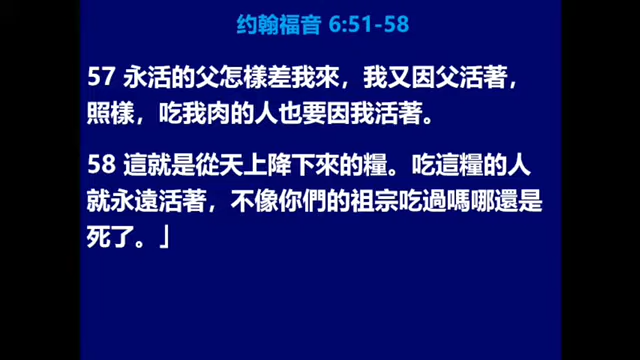 约翰福音 6:51-58
57 永活的父怎樣差我來，我又因父活著，
照樣，吃我肉的人也要因我活著。
58 這就是從天上降下來的糧。吃這糧的人
就永遠活著，不像你們的祖宗吃過嗎哪還是
死了。」